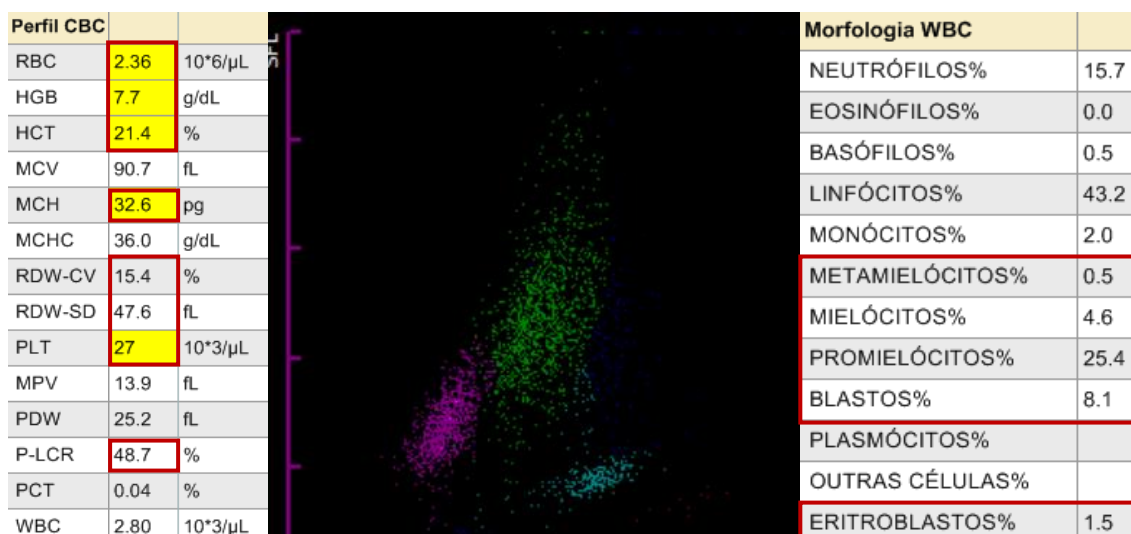 Perfil CBC
RBC 2.36 10*6/µL
HGB 7.7 g/dL
HCT 21.4 %
MCV 90.7 fL
MCH 32.6 pg
MCHC 36.0 g/dL
RDW-CV 15.4 %
RDW-SD 47.6 fL
PLT 27 10*3/µL
MPV 13.9 fL
PDW 25.2 fL
P-LCR 48.7 %
PCT 0.04 %
WBC 2.80 10*3/µL
SFL
Morfologia WBC
NEUTRÓFILOS% 15.7
EOSINÓFILOS% 0.0
BASÓFILOS% 0.5
LINFÓCITOS% 43.2
MONÓCITOS% 2.0
METAMIELÓCITOS% 0.5
MIELÓCITOS% 4.6
PROMIELÓCITOS% 25.4
BLASTOS% 8.1
PLASMÓCITOS%
OUTRAS CÉLULAS%
ERITROBLASTOS% 1.5